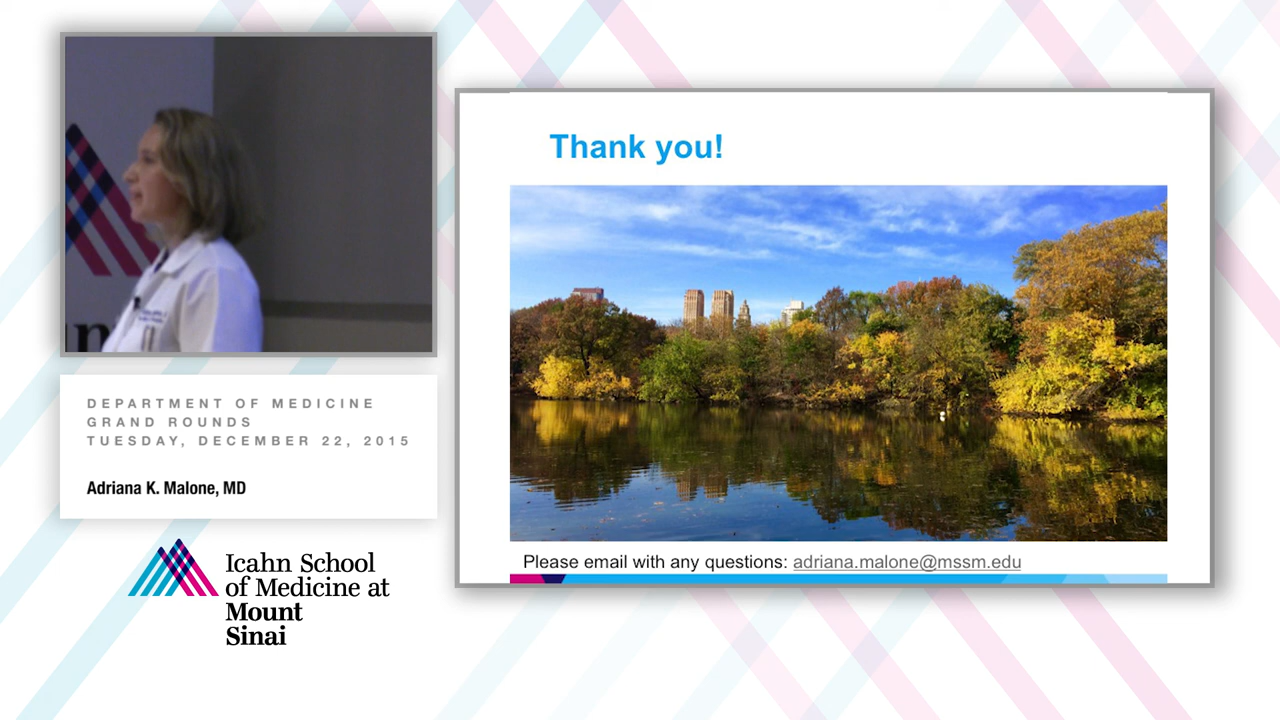 DEPARTMENT OF MEDICINE
GRAND ROUNDS
TUESDAY, DECEMBER 22, 2015
Adriana K. Malone, MD
Icahn School
of Medicine at
Mount
Sinai
Thank you!
Please email with any questions: adriana.malone@mssm.edu